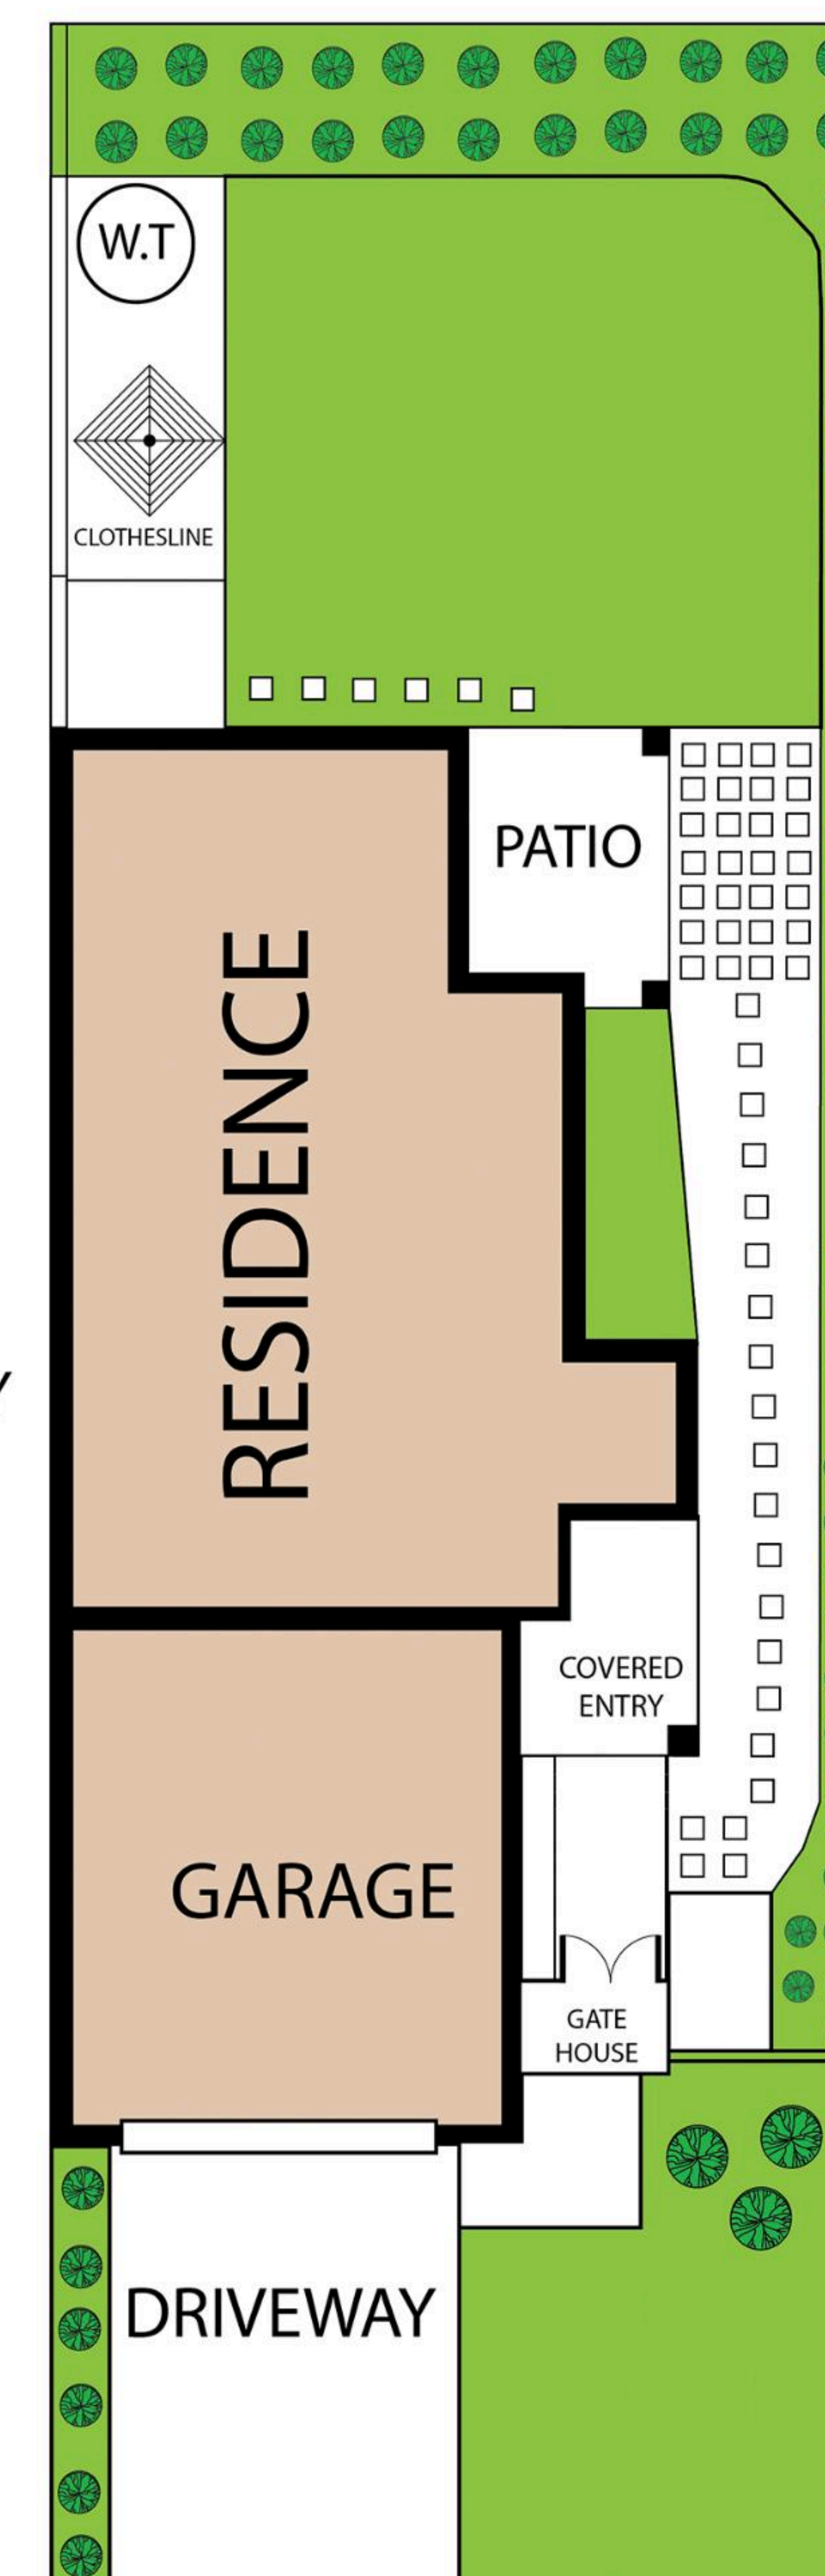 W.T
CLOTHESLINE
PATIO
RESIDENCE
Y
COVERED
ENTRY
GARAGE
GATE
HOUSE
DRIVEWAY